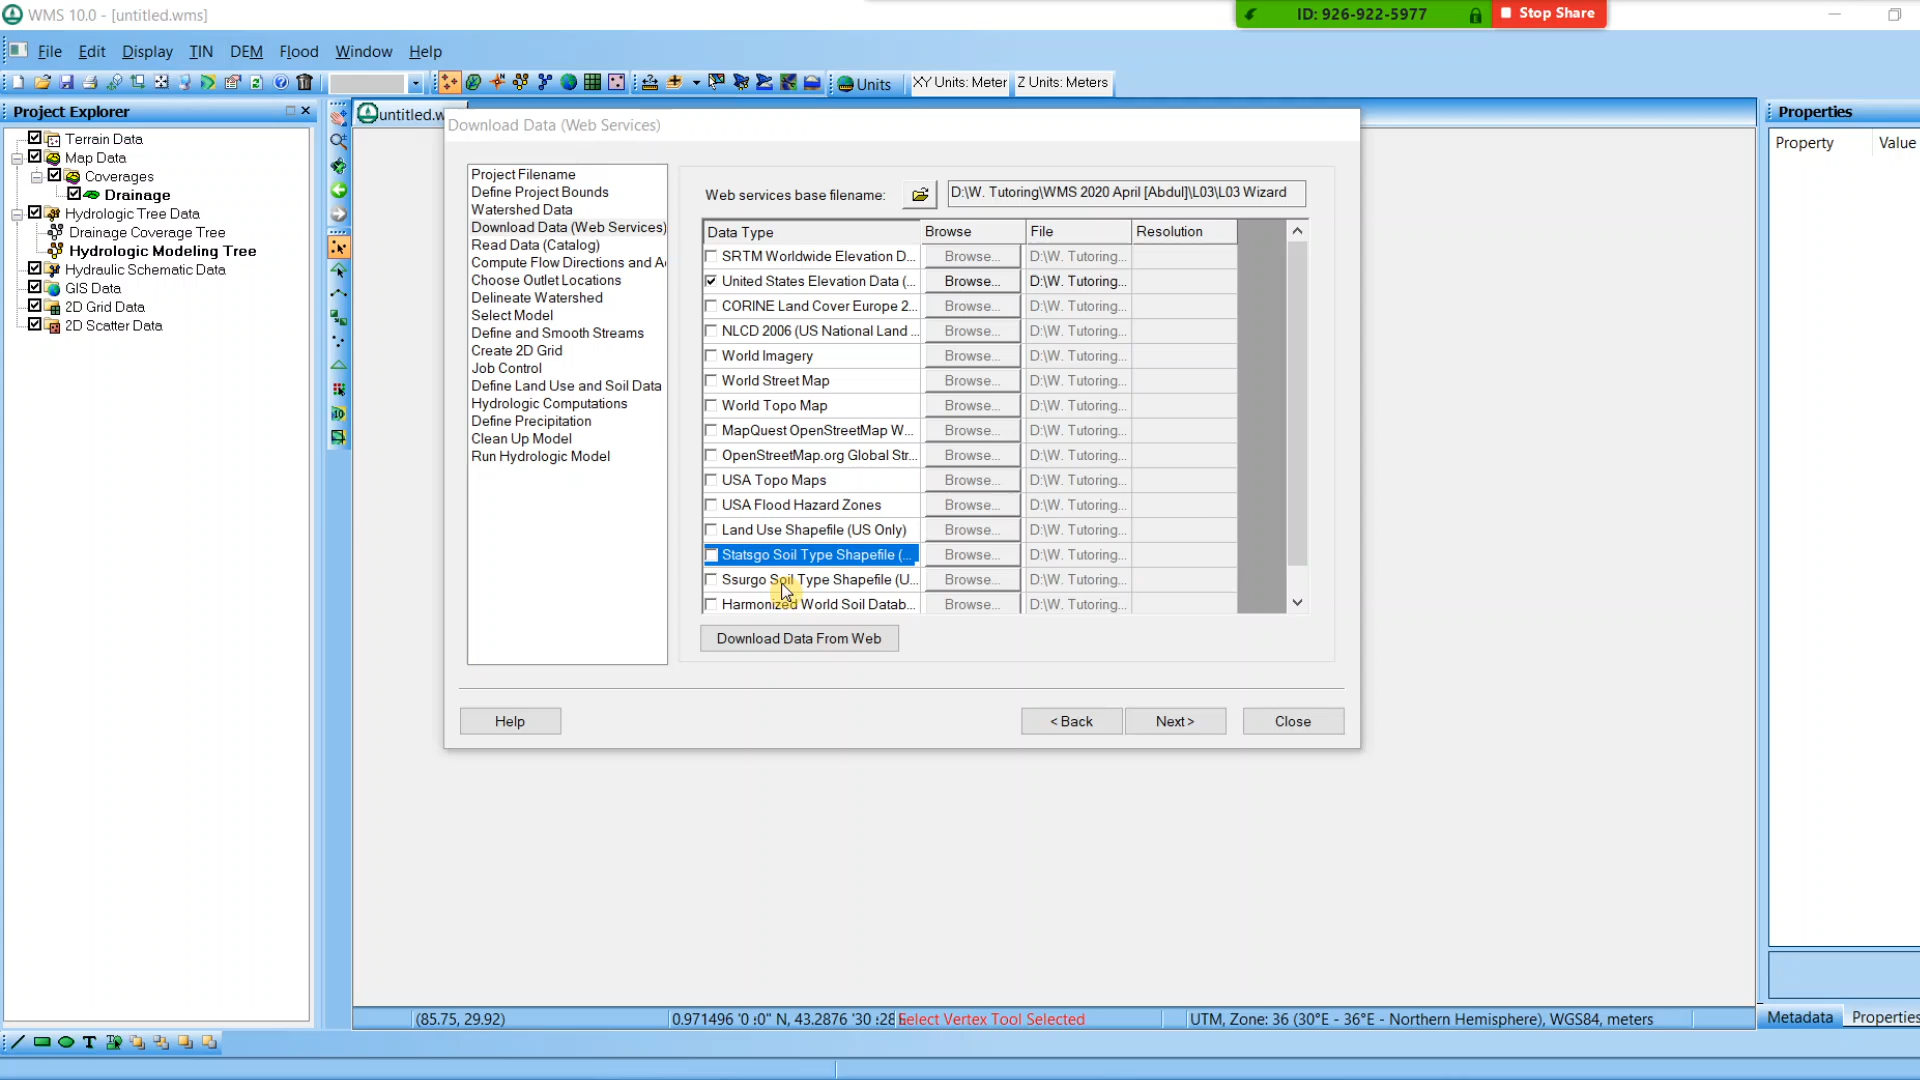 WMS 10.0 - [untitled.wms]
ID: 926-922-5977
Stop Share
File Edit Display TIN DEM Flood Window Help
Units
XY Units: Meter
Z Units: Meters
Project Explorer
Terrain Data
Map Data
Coverages
Drainage
Hydrologic Tree Data
Drainage Coverage Tree
Hydrologic Modeling Tree
Hydraulic Schematic Data
GIS Data
2D Grid Data
2D Scatter Data
untitled.w
Download Data (Web Services)
Project Filename
Define Project Bounds
Watershed Data
Download Data (Web Services)
Read Data (Catalog)
Compute Flow Directions and A
Choose Outlet Locations
Delineate Watershed
Select Model
Define and Smooth Streams
Create 2D Grid
Job Control
Define Land Use and Soil Data
Hydrologic Computations
Define Precipitation
Clean Up Model
Run Hydrologic Model
Web services base filename:
D:\W. Tutoring\WMS 2020 April [Abdul]\L03\L03 Wizard
Data Type Browse File Resolution
SRTM Worldwide Elevation D... Browse... D:\W. Tutoring...
United States Elevation Data (... Browse... D:\W. Tutoring...
CORINE Land Cover Europe 2... Browse... D:\W. Tutoring...
NLCD 2006 (US National Land ... Browse... D:\W. Tutoring...
World Imagery Browse... D:\W. Tutoring...
World Street Map Browse... D:\W. Tutoring...
World Topo Map Browse... D:\W. Tutoring...
MapQuest OpenStreetMap W... Browse... D:\W. Tutoring...
OpenStreetMap.org Global Str... Browse... D:\W. Tutoring...
USA Topo Maps Browse... D:\W. Tutoring...
USA Flood Hazard Zones Browse... D:\W. Tutoring...
Land Use Shapefile (US Only) Browse... D:\W. Tutoring...
Statsgo Soil Type Shapefile (... Browse... D:\W. Tutoring...
Ssurgo Soil Type Shapefile (U... Browse... D:\W. Tutoring...
Harmonized World Soil Datab... Browse... D:\W. Tutoring...
Download Data From Web
Help
< Back
Next >
Close
Properties
Property Value
(85.75, 29.92)
0.971496 '0 :0" N, 43.2876 '30 :28
Select Vertex Tool Selected
UTM, Zone: 36 (30°E - 36°E - Northern Hemisphere), WGS84, meters
Metadata
Properties